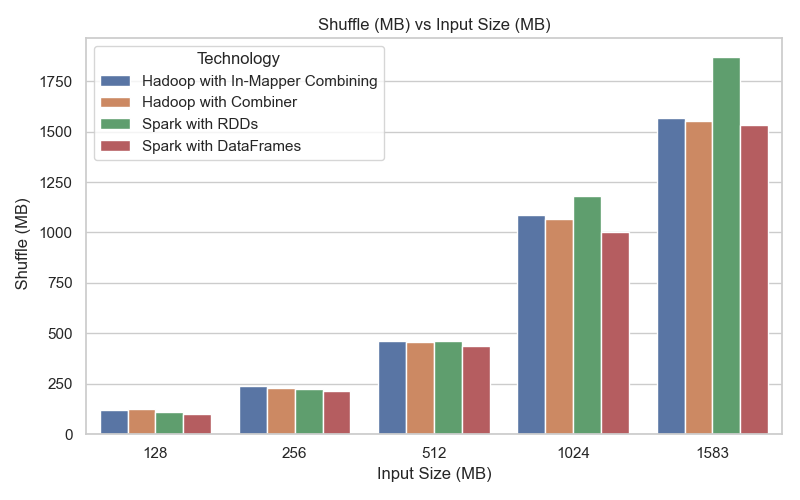 Shuffle (MB) vs Input Size (MB)
Technology
Hadoop with In-Mapper Combining
Hadoop with Combiner
Spark with RDDs
Spark with DataFrames
Shuffle (MB)
1750
1500
1250
1000
750
500
250
0
128 256 512 1024 1583
Input Size (MB)